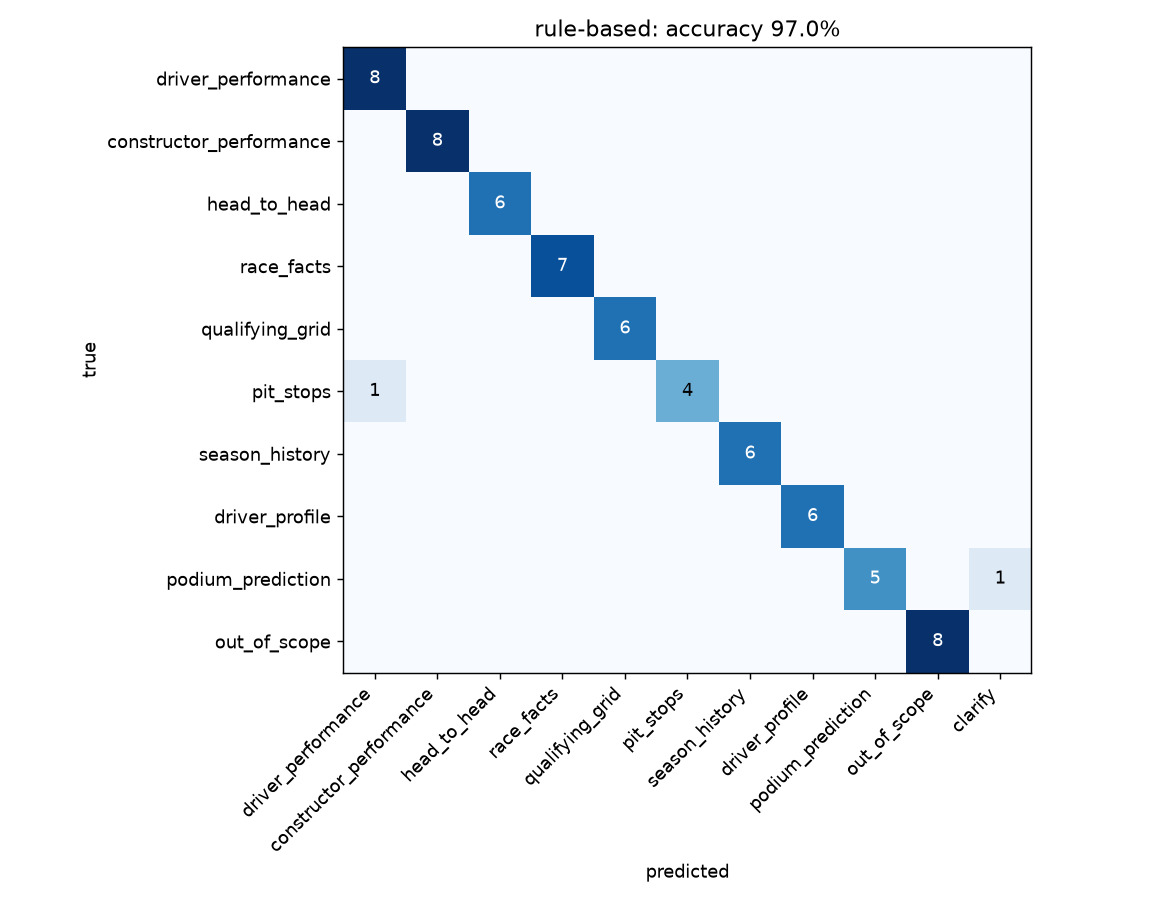 rule-based: accuracy 97.0%
driver_performance
8
constructor_performance
8
head_to_head
6
race_facts
7
qualifying_grid
6
true
pit_stops
1
4
season_history
6
driver_profile
6
podium_prediction
5
1
out_of_scope
8
driver_performance
constructor_performance
head_to_head
race_facts
qualifying_grid
pit_stops
season_history
driver_profile
podium_prediction
out_of_scope
clarify
predicted